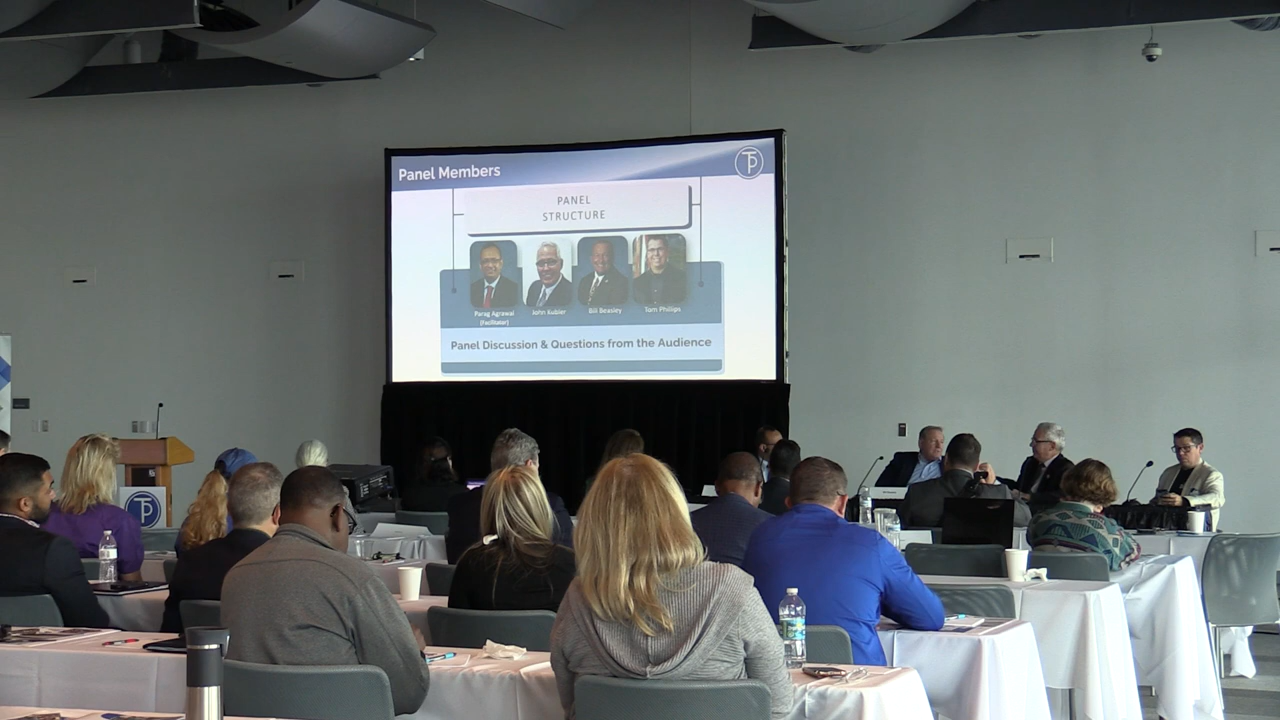 Panel Members
TP
PANEL
STRUCTURE
Parag Agrawal
(Facilitator)
John Kubler
Bill Beasley
Tom Phillips
Panel Discussion & Questions from the Audience
TP